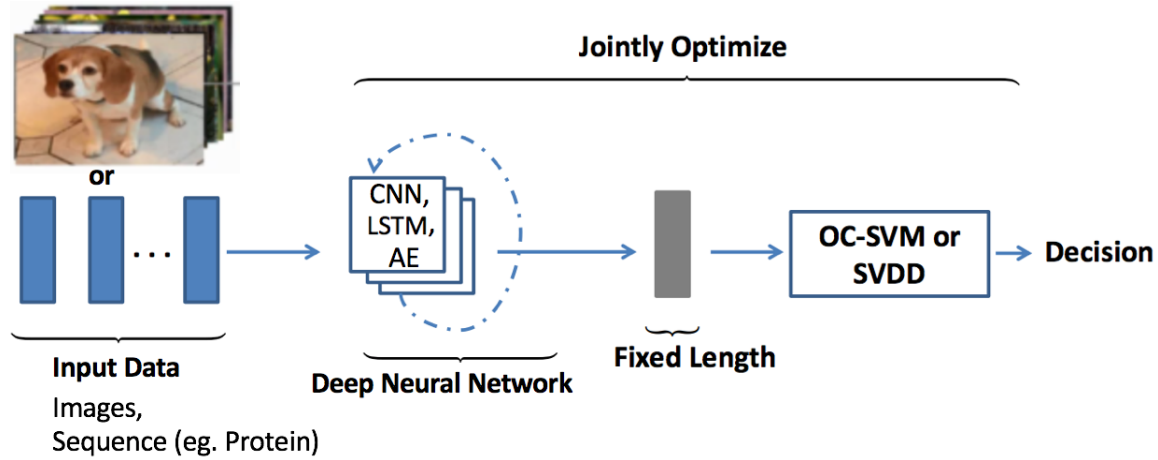 Jointly Optimize
or
CNN,
LSTM,
AE
OC-SVM or
SVDD
Decision
Input Data
Images,
Sequence (eg. Protein)
Deep Neural Network
Fixed Length